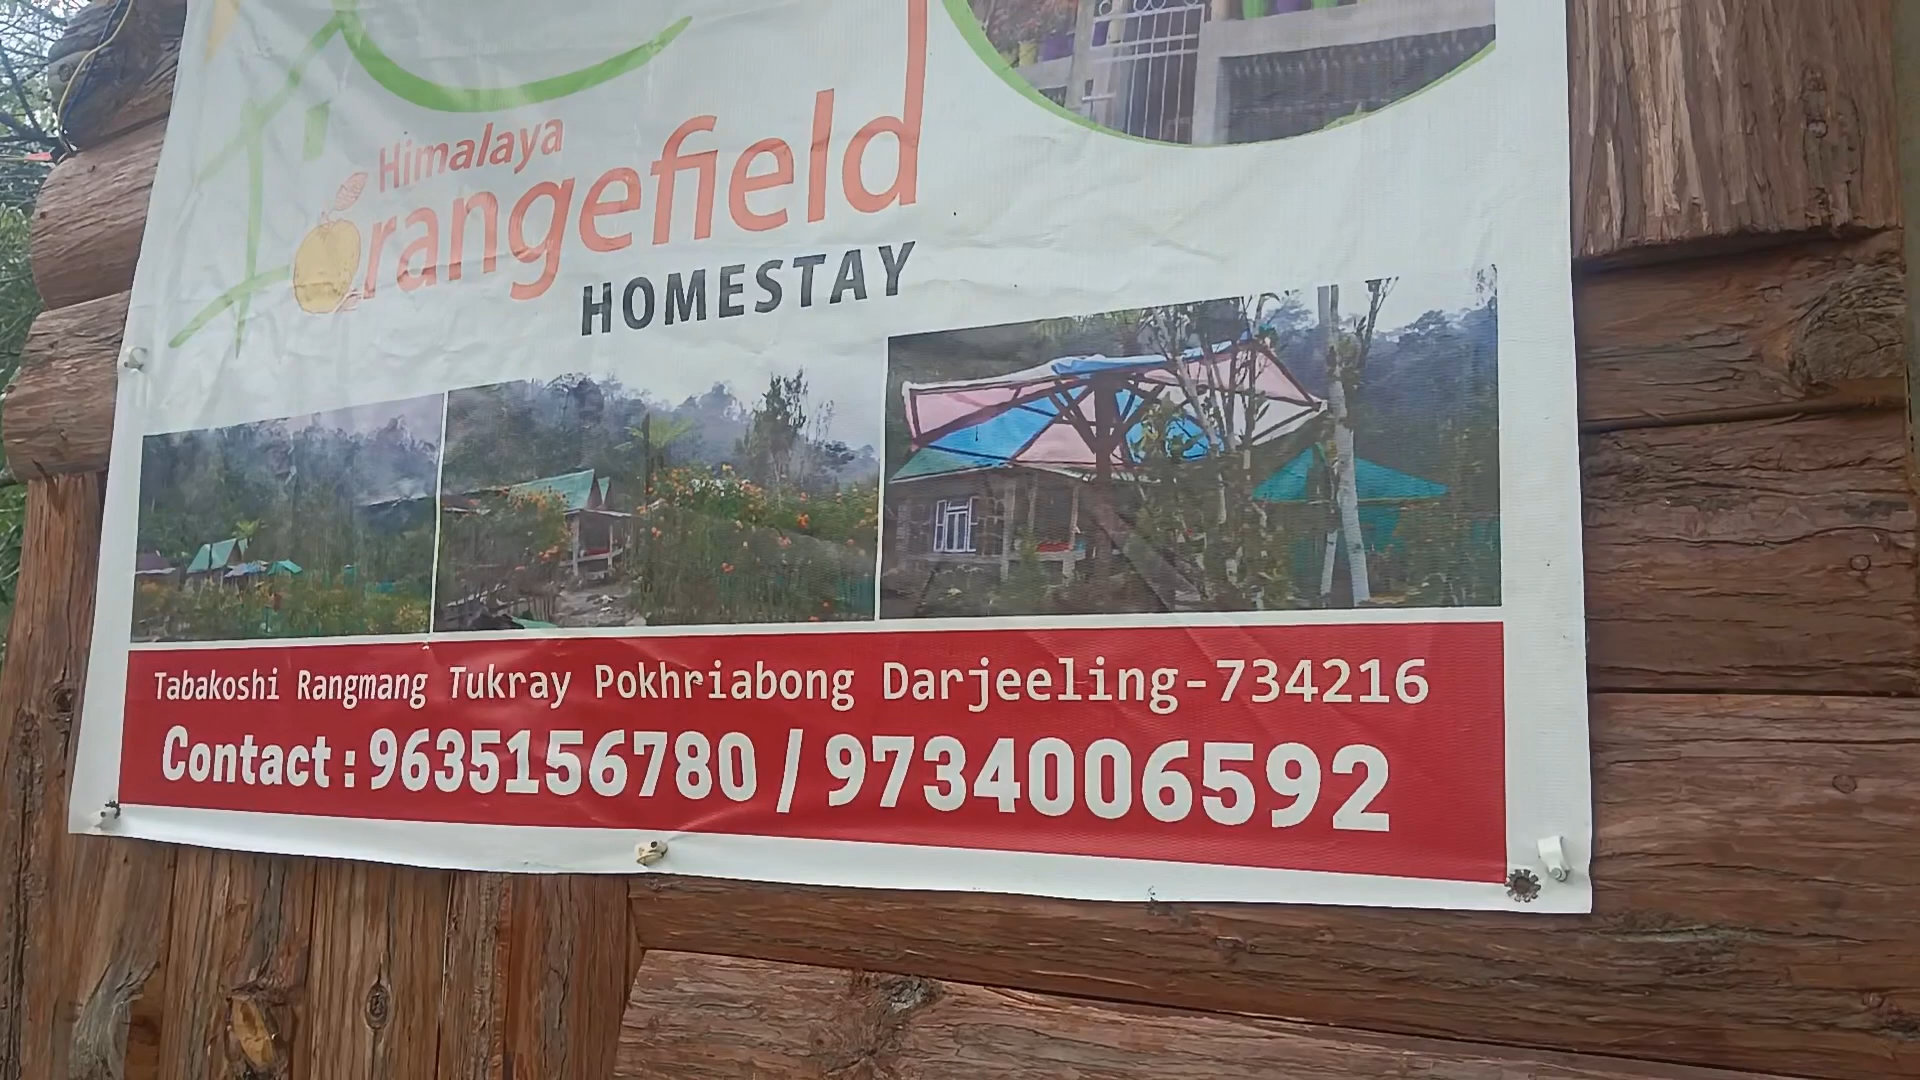 Himalaya
Orangefield
HOMESTAY
Tabakoshi Rangmang Tukray Pokhriabong Darjeeling-734216
Contact : 9635156780 / 9734006592